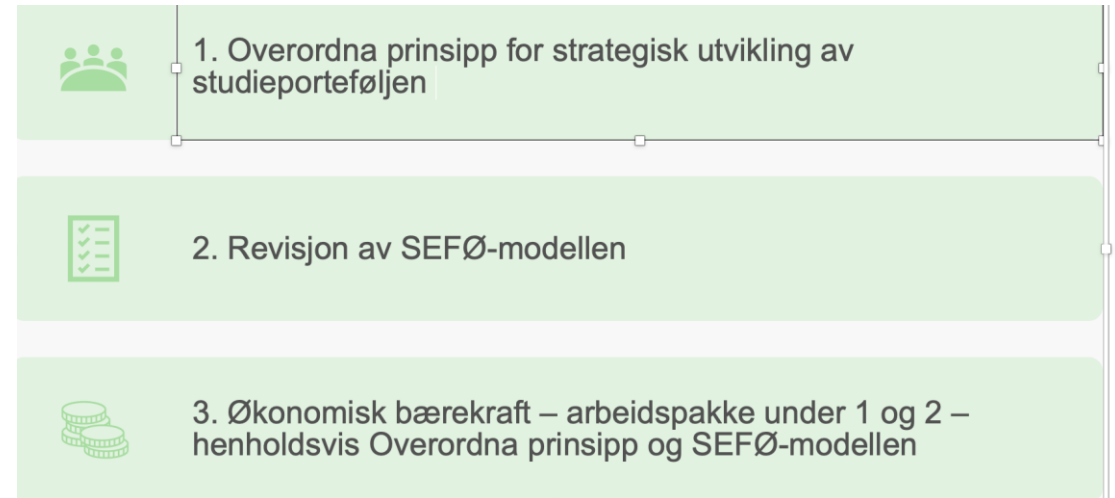 1. Overordna prinsipp for strategisk utvikling av
studieporteføljen
2. Revisjon av SEFØ-modellen
3. Økonomisk bærekraft – arbeidspakke under 1 og 2 –
henholdsvis Overordna prinsipp og SEFØ-modellen